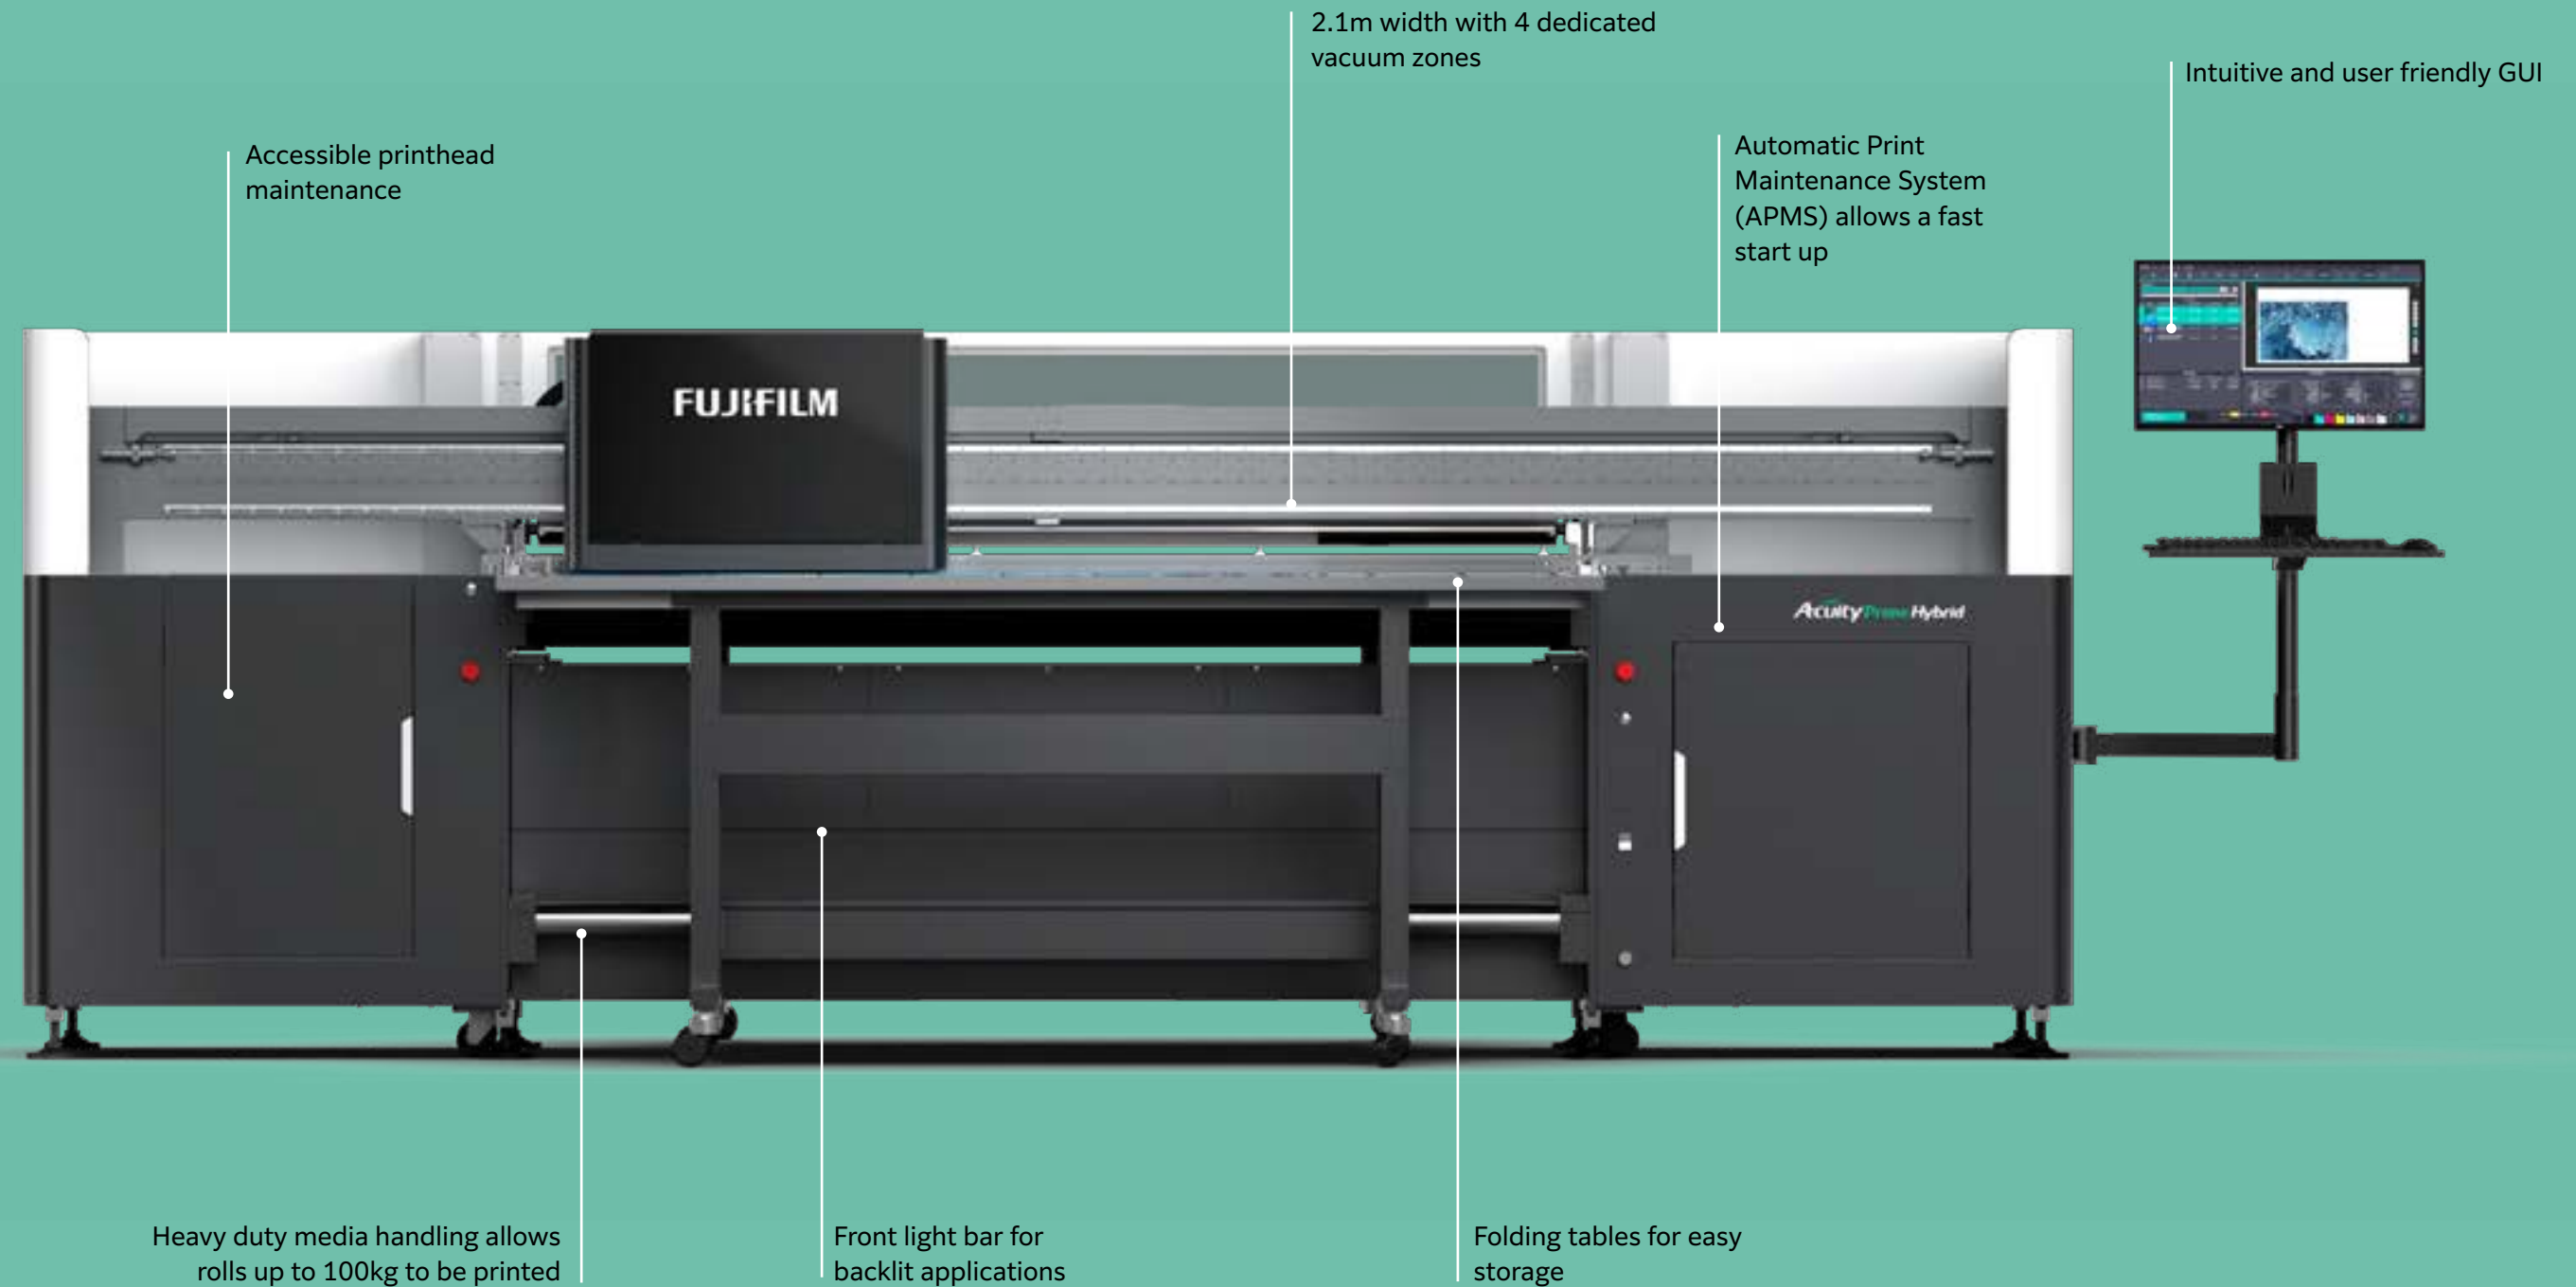 2.1m width with 4 dedicated
vacuum zones
Intuitive and user friendly GUI
Accessible printhead
maintenance
Automatic Print
Maintenance System
(APMS) allows a fast
start up
FUJIFILM
Acuity Prime Hybrid
Heavy duty media handling allows
rolls up to 100kg to be printed
Front light bar for
backlit applications
Folding tables for easy
storage